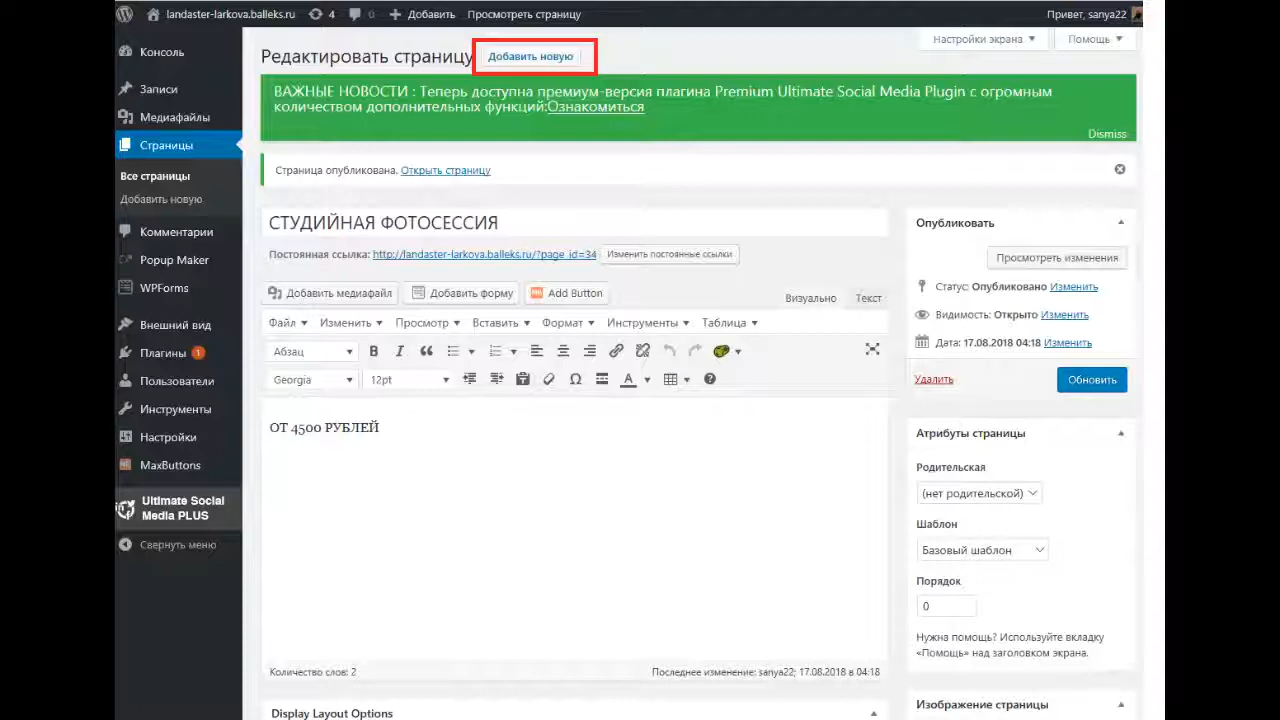 landaster-larkova.balleks.ru 4 0 Добавить Просмотреть страницу Привет, sanya22
Консоль
Записи
Медиафайлы
Страницы
Все страницы
Добавить новую
Комментарии
Popup Maker
WPForms
Внешний вид
Плагины 1
Пользователи
Инструменты
Настройки
MaxButtons
Ultimate Social
Media PLUS
Свернуть меню
Настройки экрана Помощь
Редактировать страницу Добавить новую
ВАЖНЫЕ НОВОСТИ : Теперь доступна премиум-версия плагина Premium Ultimate Social Media Plugin с огромным
количеством дополнительных функций:Ознакомиться
Dismiss
Страница опубликована. Открыть страницу
СТУДИЙНАЯ ФОТОСЕССИЯ
Постоянная ссылка: http://landaster-larkova.balleks.ru/?page_id=34 Изменить постоянные ссылки
Добавить медиафайл Добавить форму Add Button Визуально Текст
Файл Изменить Просмотр Вставить Формат Инструменты Таблица
Абзац B I
Georgia 12pt Ω A
ОТ 4500 РУБЛЕЙ
Количество слов: 2 Последнее изменение: sanya22; 17.08.2018 в 04:18
Display Layout Options
Опубликовать
Просмотреть изменения
Статус: Опубликовано Изменить
Видимость: Открыто Изменить
Дата: 17.08.2018 04:18 Изменить
Удалить Обновить
Атрибуты страницы
Родительская
(нет родительской)
Шаблон
Базовый шаблон
Порядок
0
Нужна помощь? Используйте вкладку
«Помощь» над заголовком экрана.
Изображение страницы